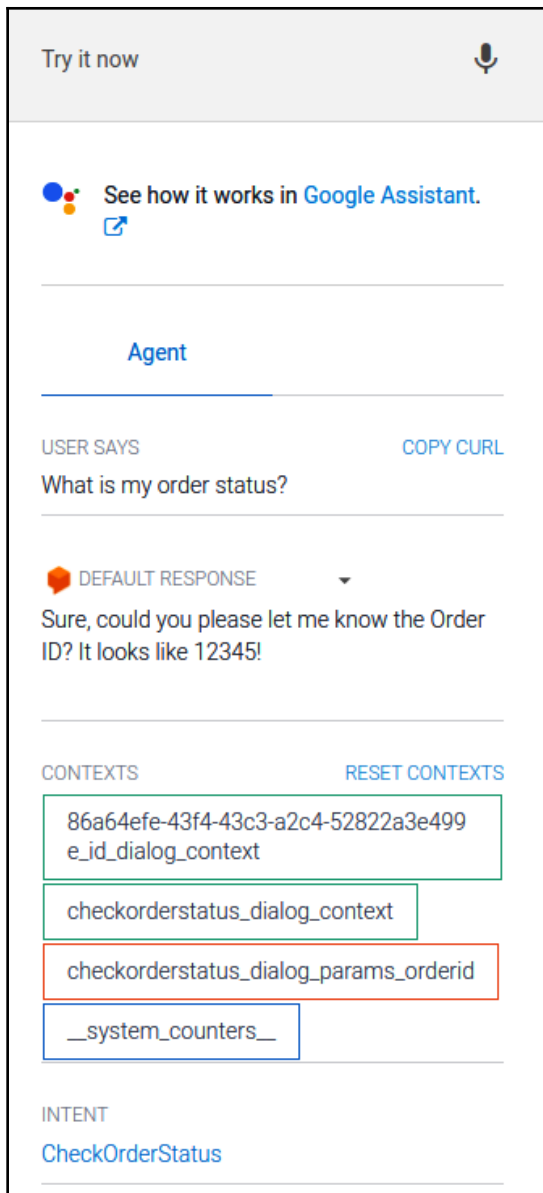 Try it now
See how it works in Google Assistant.
Agent
USER SAYS COPY CURL
What is my order status?
DEFAULT RESPONSE
Sure, could you please let me know the Order
ID? It looks like 12345!
CONTEXTS RESET CONTEXTS
86a64efe-43f4-43c3-a2c4-52822a3e499
e_id_dialog_context
checkorderstatus_dialog_context
checkorderstatus_dialog_params_orderid
__system_counters__
INTENT
CheckOrderStatus